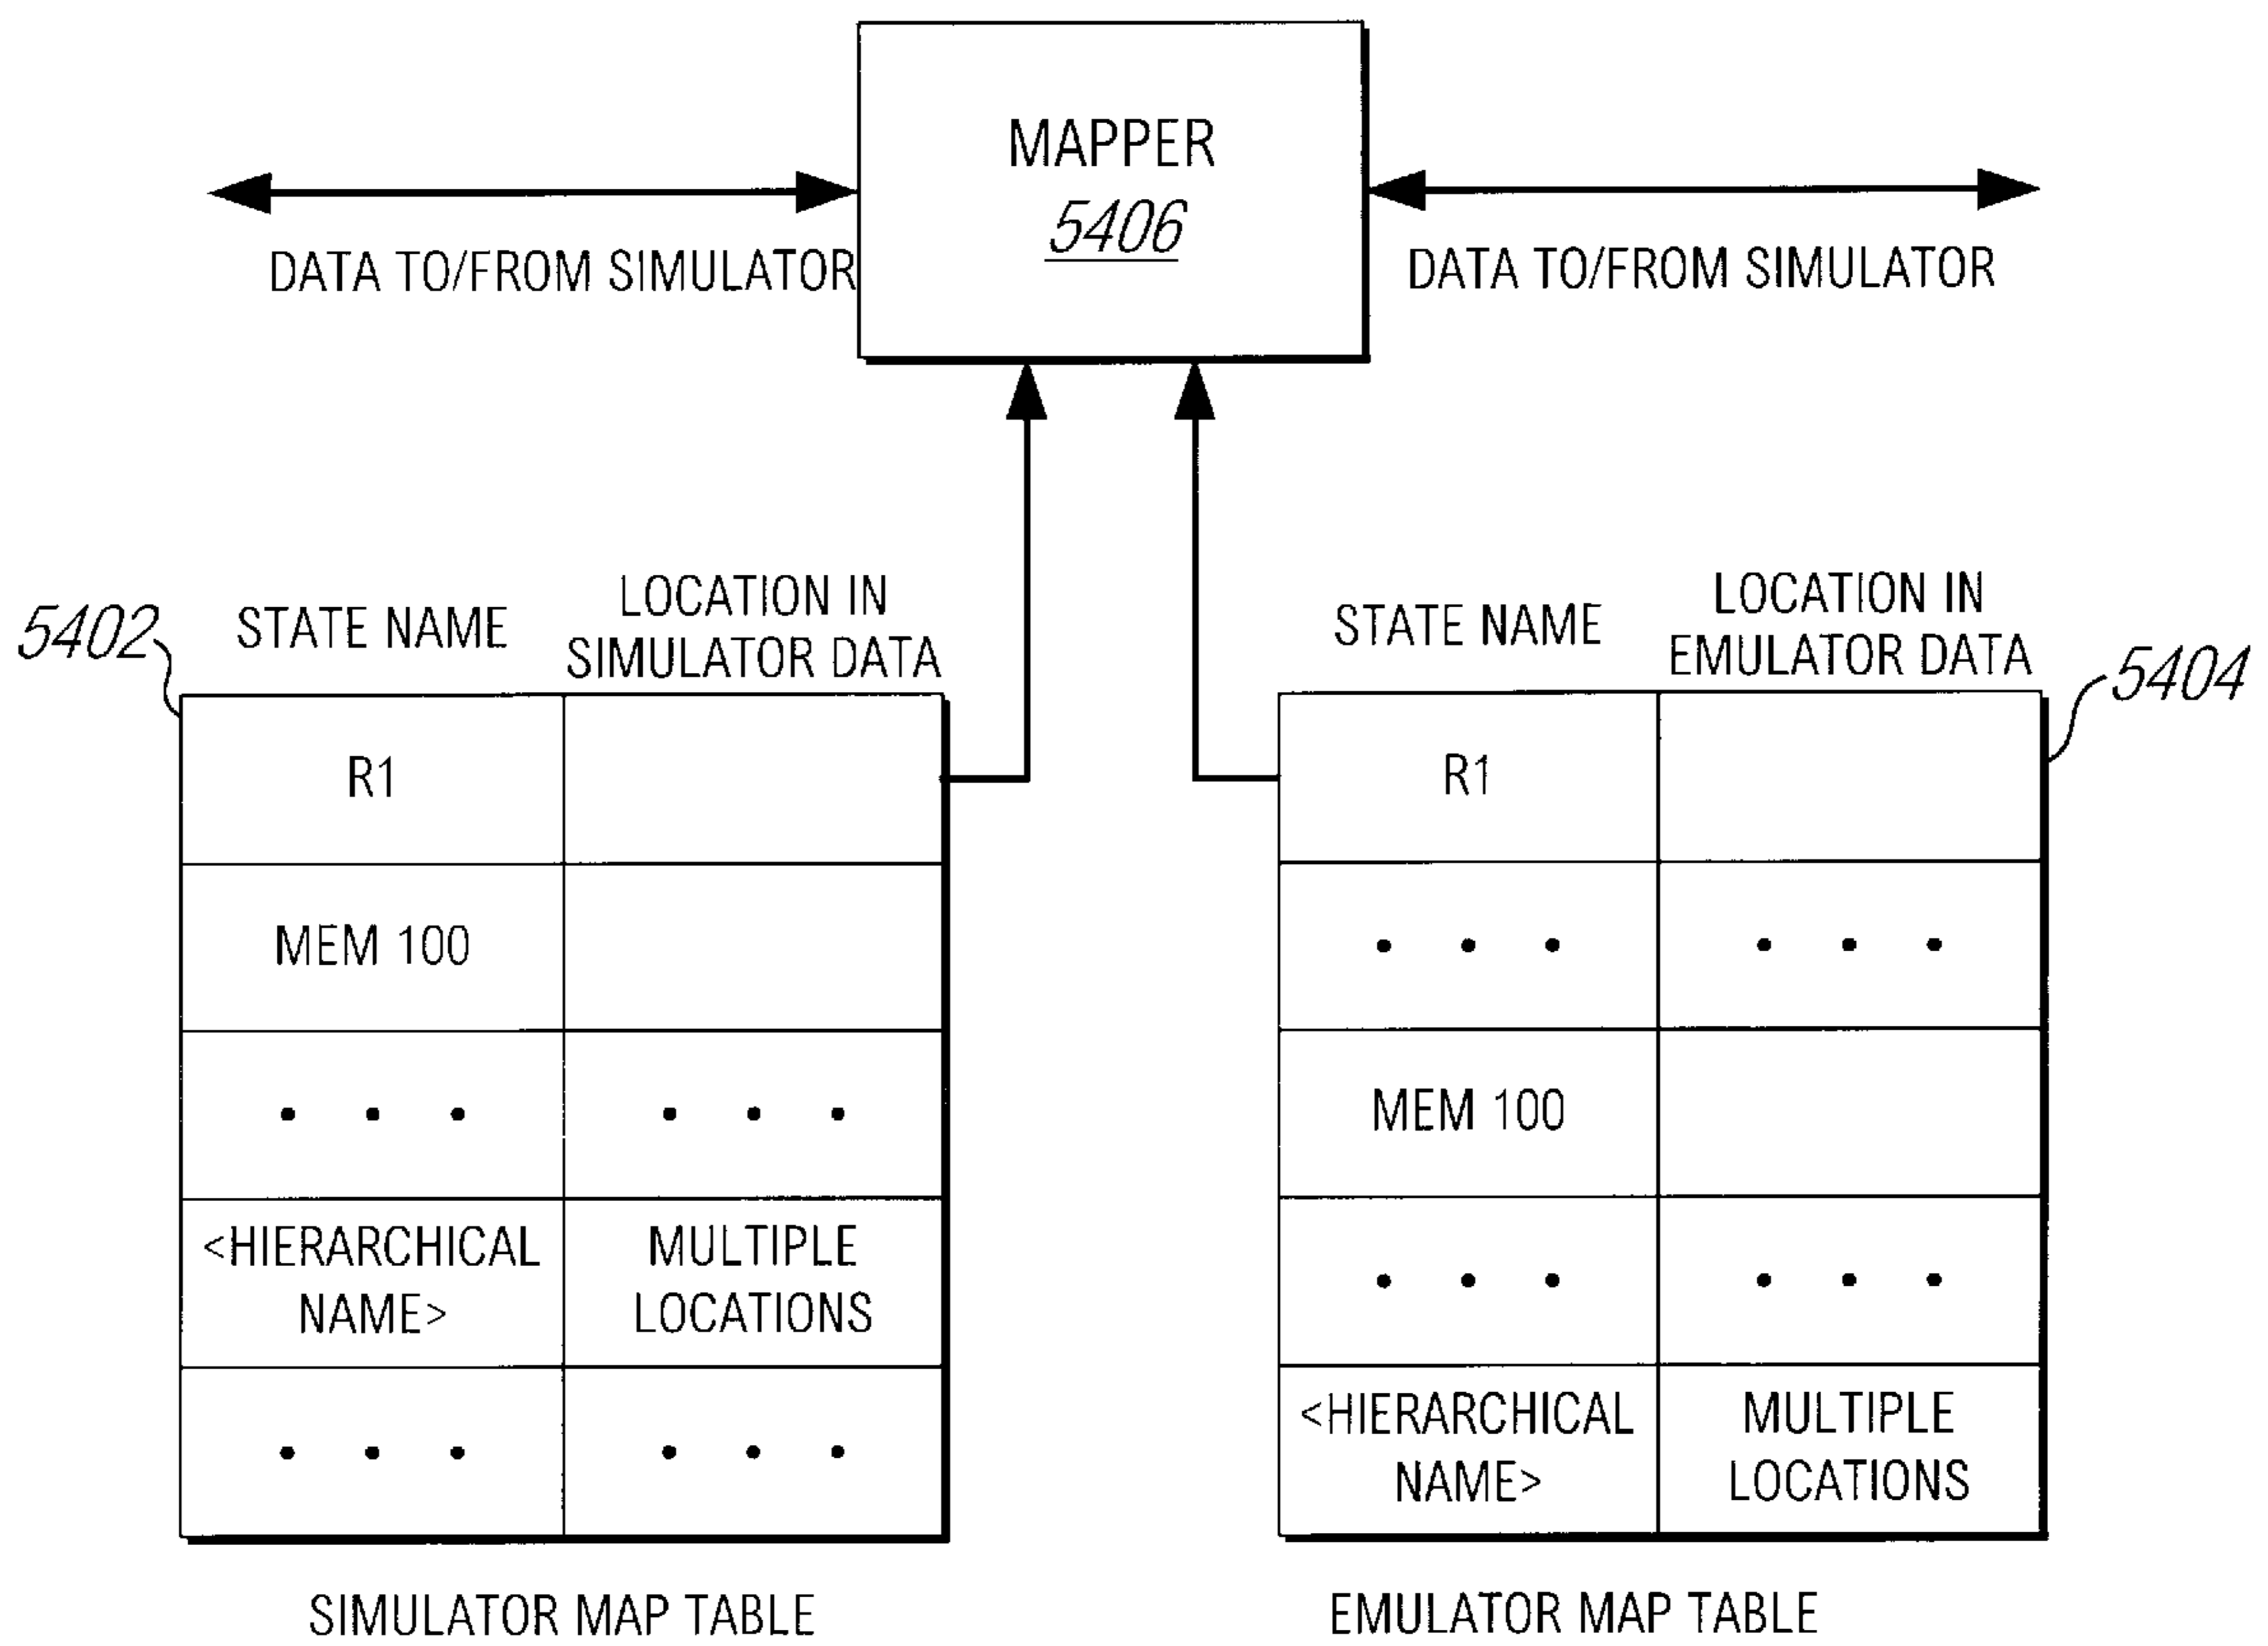 MAPPER
5406
DATA TO/FROM SIMULATOR
DATA TO/FROM SIMULATOR
5402
STATE NAME
LOCATION IN
SIMULATOR DATA
R1
MEM 100
• • •
• • •
<HIERARCHICAL
NAME>
MULTIPLE
LOCATIONS
• • •
• • •
SIMULATOR MAP TABLE
STATE NAME
LOCATION IN
EMULATOR DATA
5404
R1
• • •
• • •
MEM 100
• • •
• • •
<HIERARCHICAL
NAME>
MULTIPLE
LOCATIONS
EMULATOR MAP TABLE